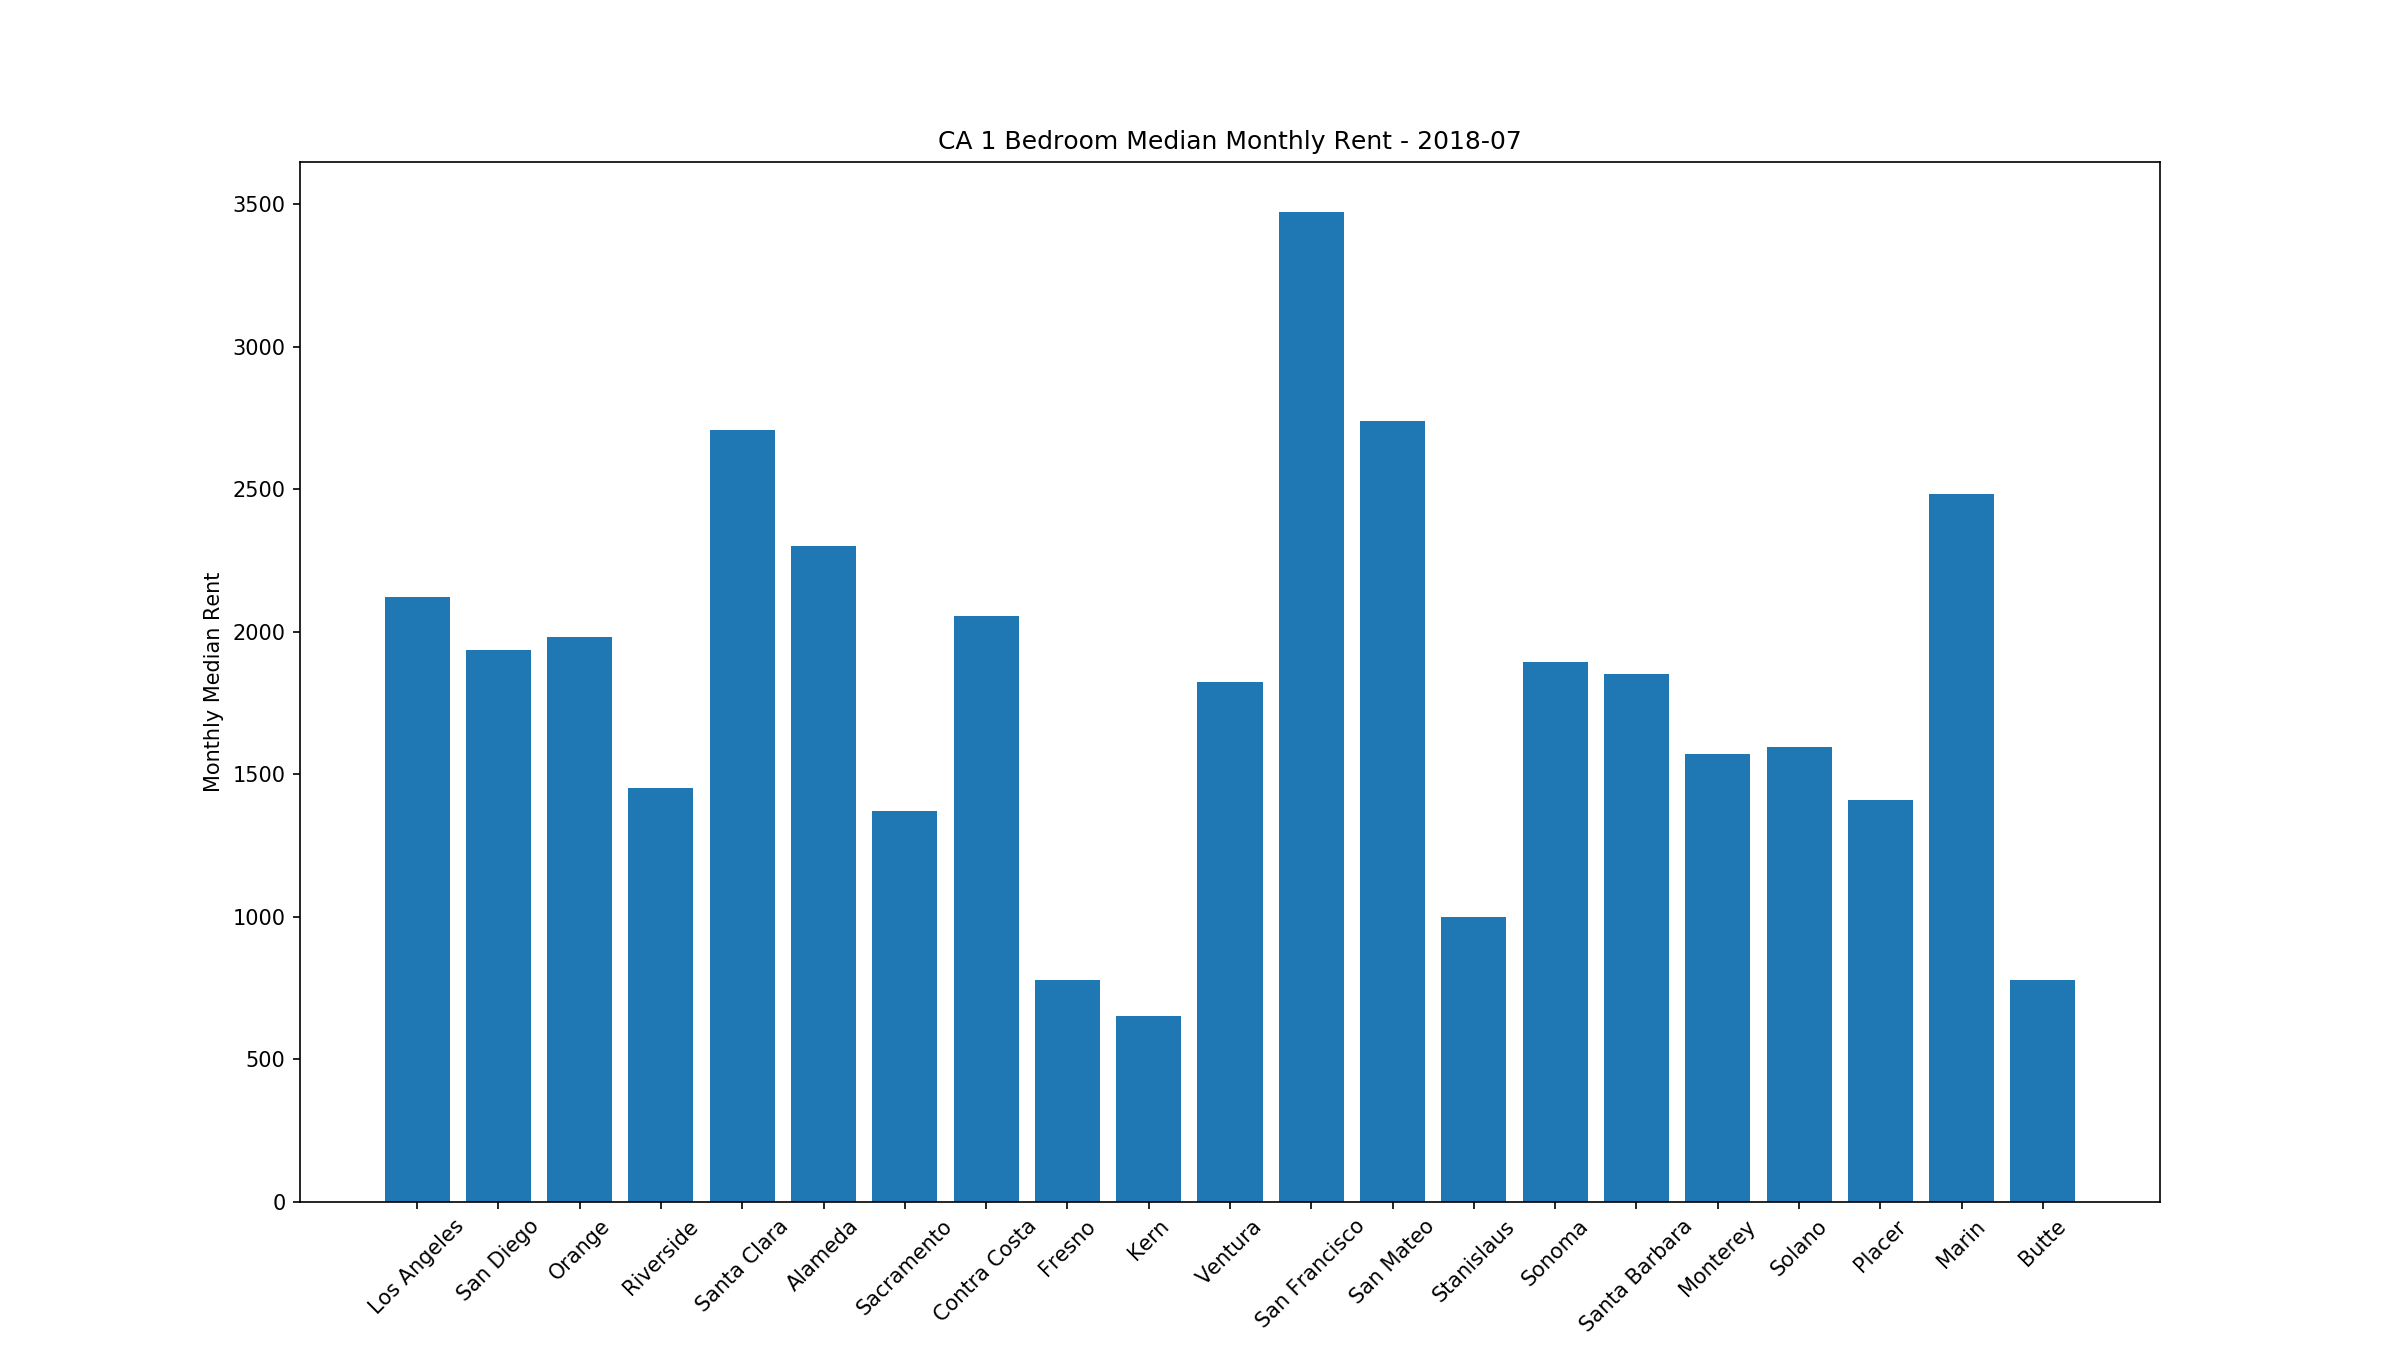 CA 1 Bedroom Median Monthly Rent - 2018-07
Monthly Median Rent
3500
3000
2500
2000
1500
1000
500
0
Los Angeles
San Diego
Orange
Riverside
Santa Clara
Alameda
Sacramento
Contra Costa
Fresno
Kern
Ventura
San Francisco
San Mateo
Stanislaus
Sonoma
Santa Barbara
Monterey
Solano
Placer
Marin
Butte